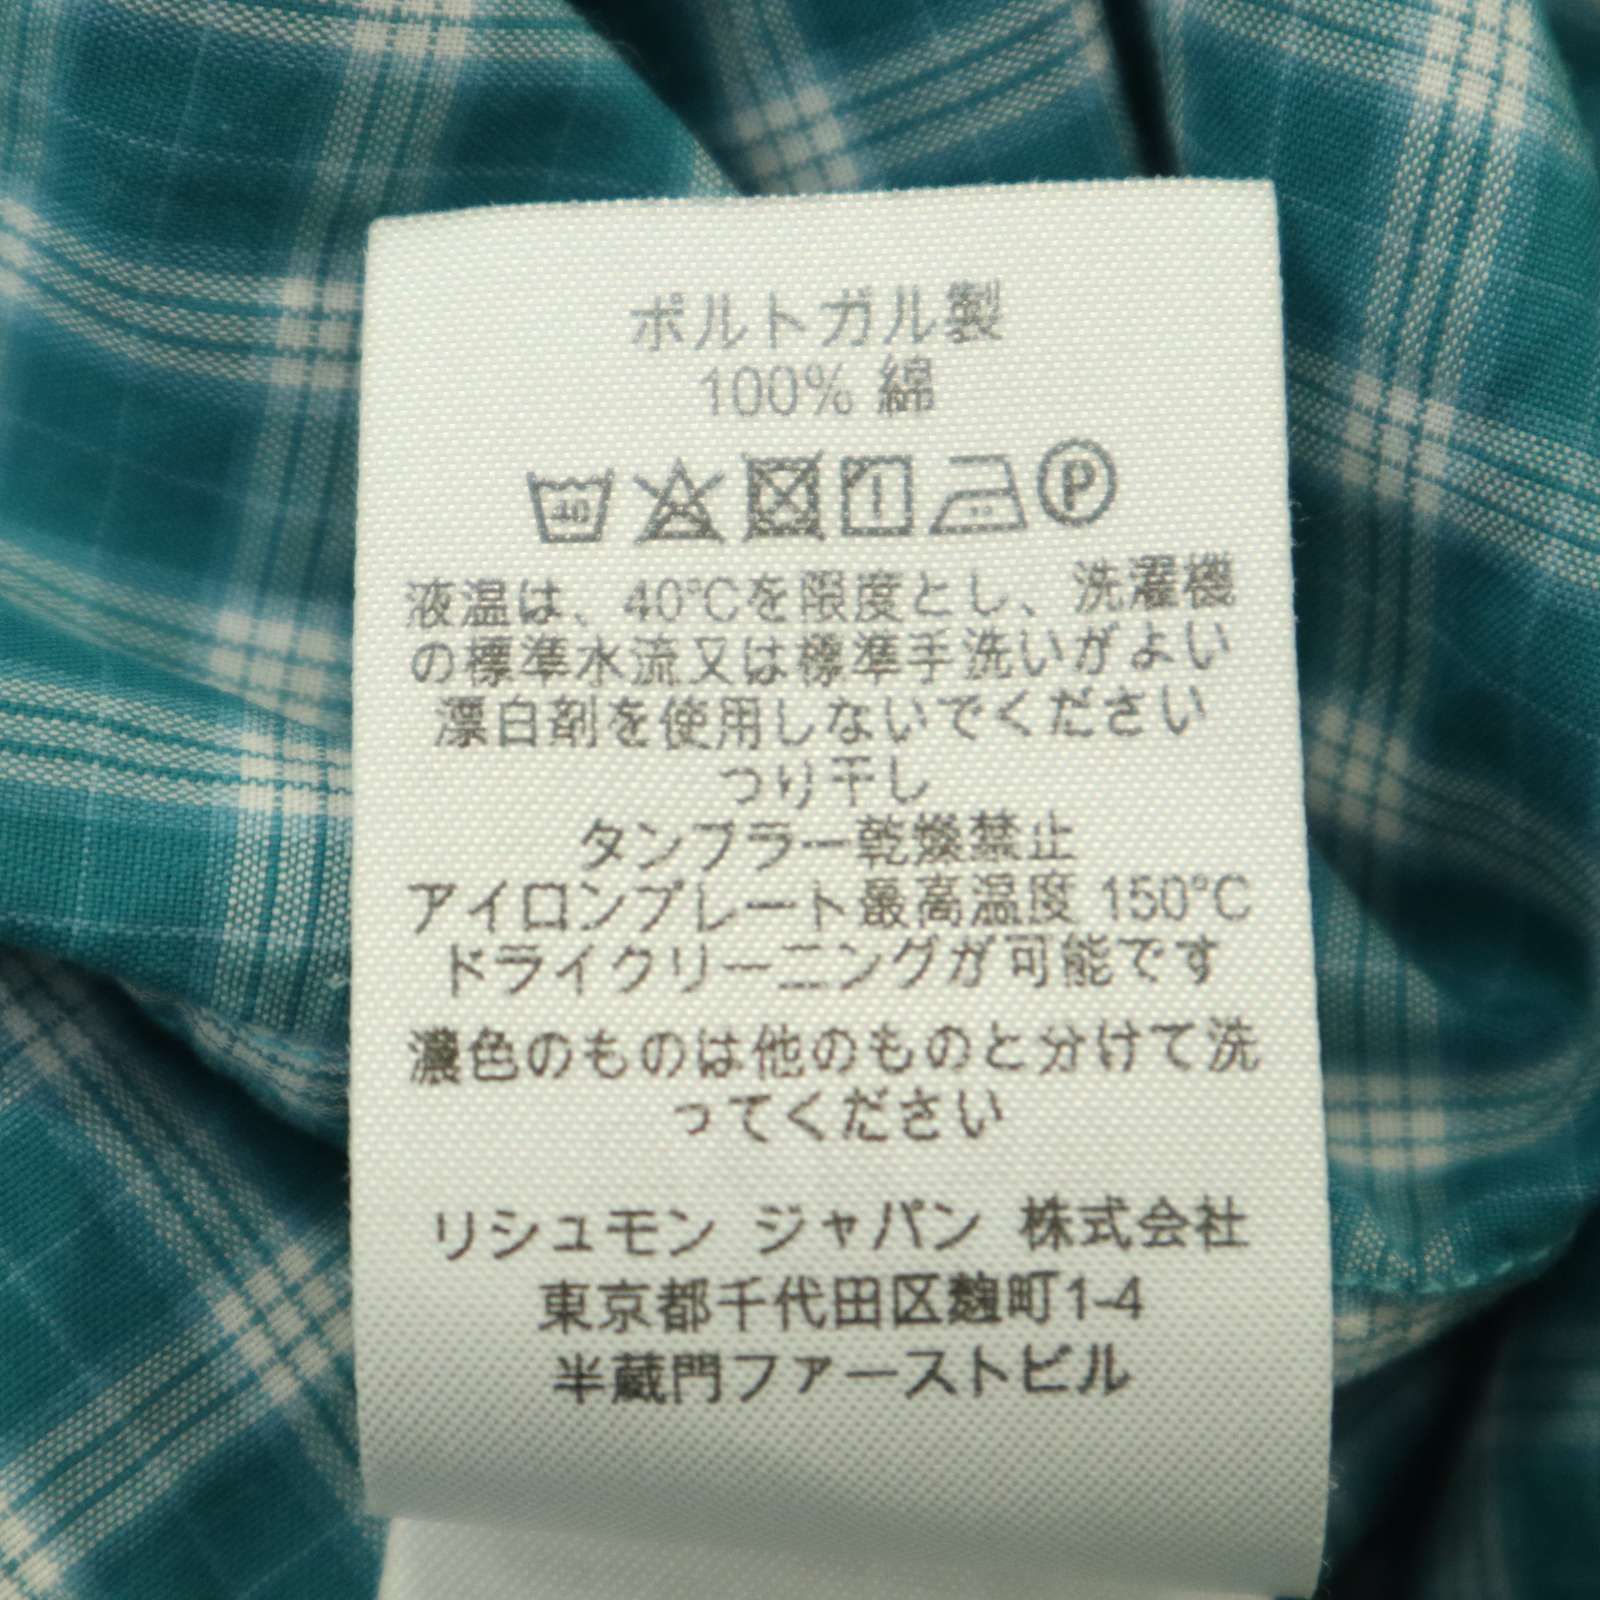 ポルトガル製
100% 綿
40 P
液温は、40℃を限度とし、洗濯機
の標準水流又は標準手洗いがよい
漂白剤を使用しないでください
つり干し
タンブラー乾燥禁止
アイロンプレート最高温度 150°C
ドライクリーニングが可能です
濃色のものは他のものと分けて洗
ってください
リシュモン ジャパン 株式会社
東京都千代田区麹町1-4
半蔵門ファーストビル